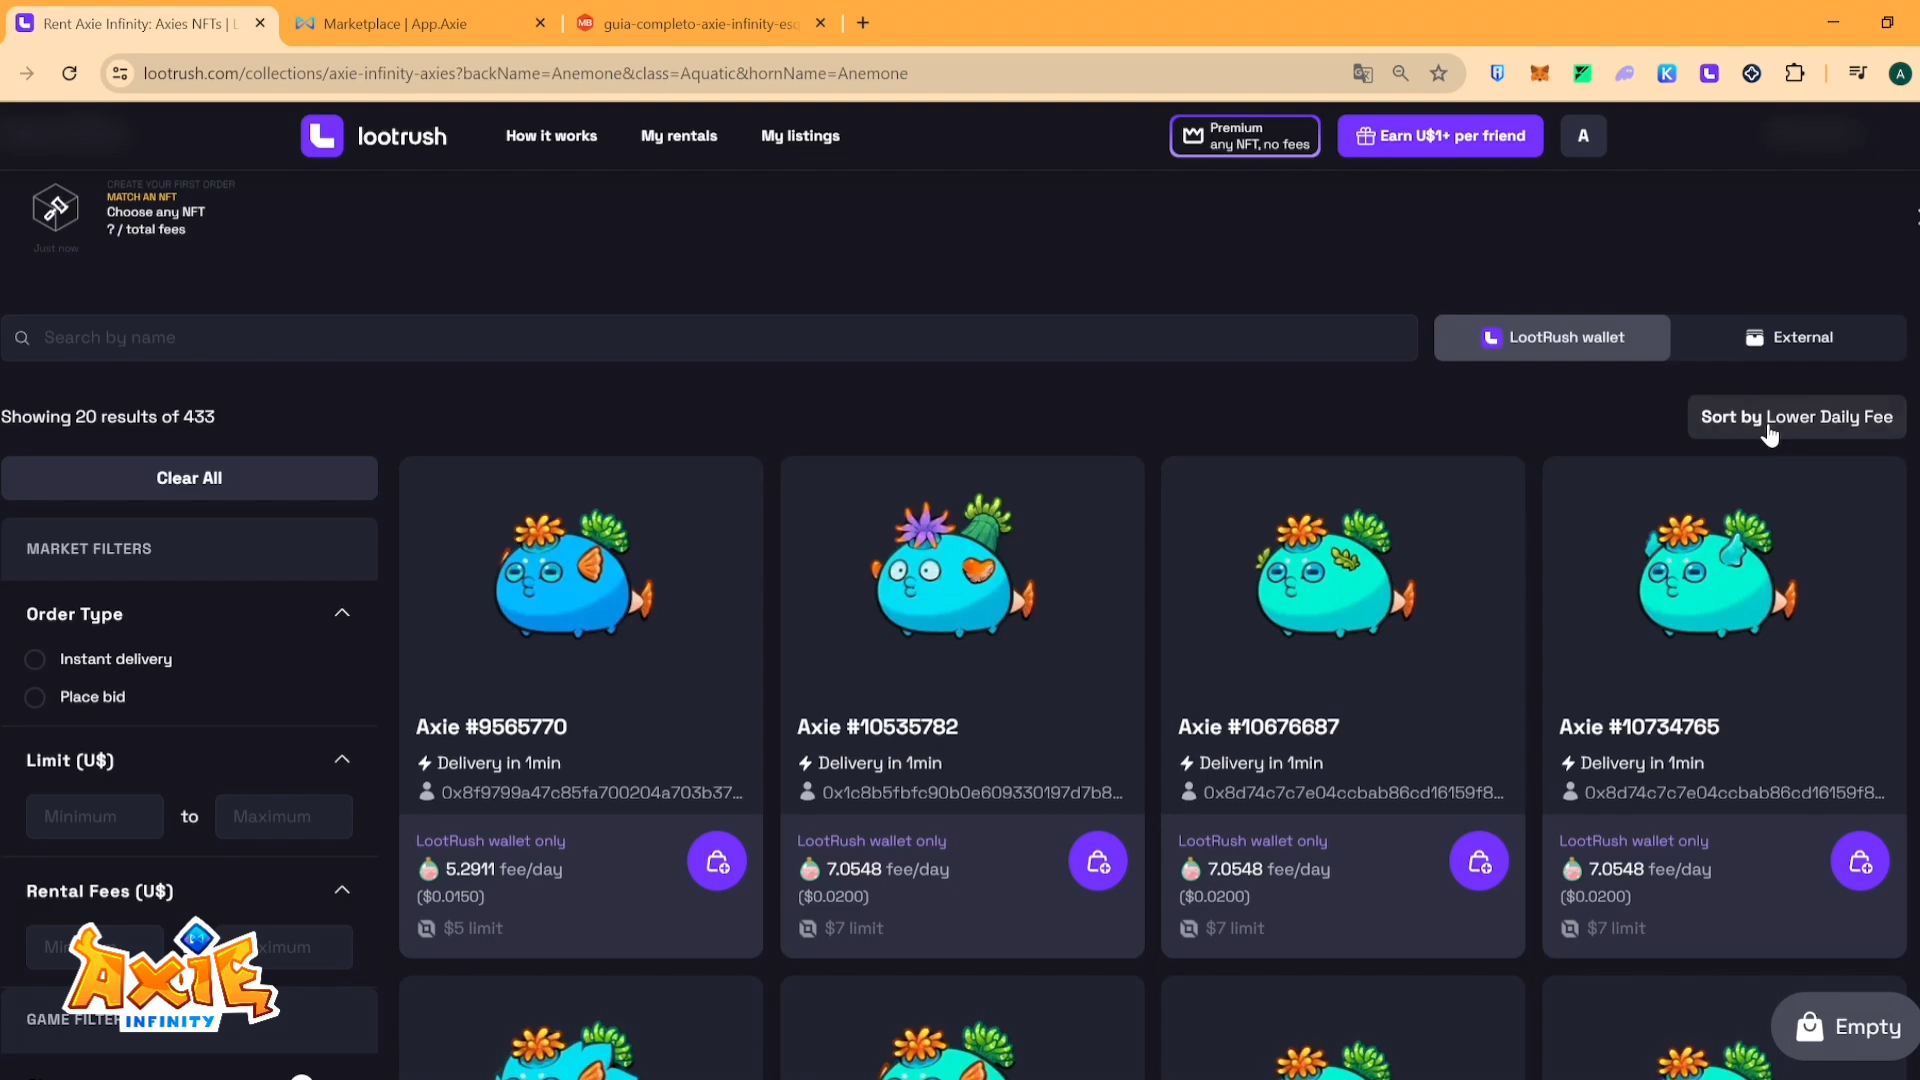 Rent Axie Infinity: Axies NFTs | L
Marketplace | App.Axie
guia-completo-axie-infinity-esc
lootrush.com/collections/axie-infinity-axies?backName=Anemone&class=Aquatic&hornName=Anemone
A
lootrush
How it works
My rentals
My listings
Premium
any NFT, no fees
Earn U$1+ per friend
A
CREATE YOUR FIRST ORDER
MATCH AN NFT
Choose any NFT
? / total fees
Just now
Search by name
LootRush wallet
External
Showing 20 results of 433
Sort by Lower Daily Fee
Clear All
MARKET FILTERS
Order Type
Instant delivery
Place bid
Limit (U$)
Minimum to Maximum
Rental Fees (U$)
AXIE
INFINITY
Axie #9565770
Delivery in 1min
0x8f9799a47c85fa700204a703b37...
LootRush wallet only
5.2911 fee/day
($0.0150)
$5 limit
Axie #10535782
Delivery in 1min
0x1c8b5fbfc90b0e609330197d7b8...
LootRush wallet only
7.0548 fee/day
($0.0200)
$7 limit
Axie #10676687
Delivery in 1min
0x8d74c7c7e04ccbab86cd16159f8...
LootRush wallet only
7.0548 fee/day
($0.0200)
$7 limit
Axie #10734765
Delivery in 1min
0x8d74c7c7e04ccbab86cd16159f8...
LootRush wallet only
7.0548 fee/day
($0.0200)
$7 limit
Empty